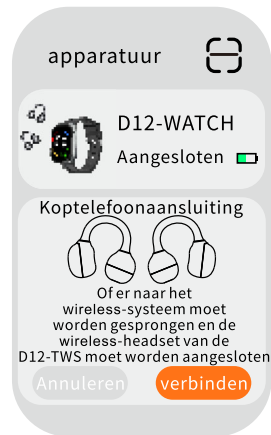 apparatuur
D12-WATCH
Aangesloten
Koptelefoonaansluiting
Of er naar het
wireless-systeem moet
worden gesprongen en de
wireless-headset van de
D12-TWS moet worden aangesloten
Annuleren
verbinden